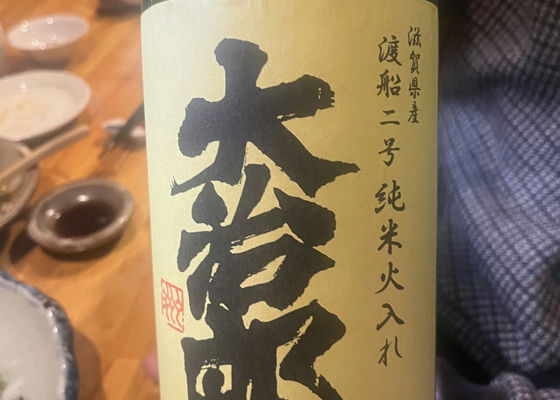 滋賀県産
渡船二号 純米火入れ
大治郎